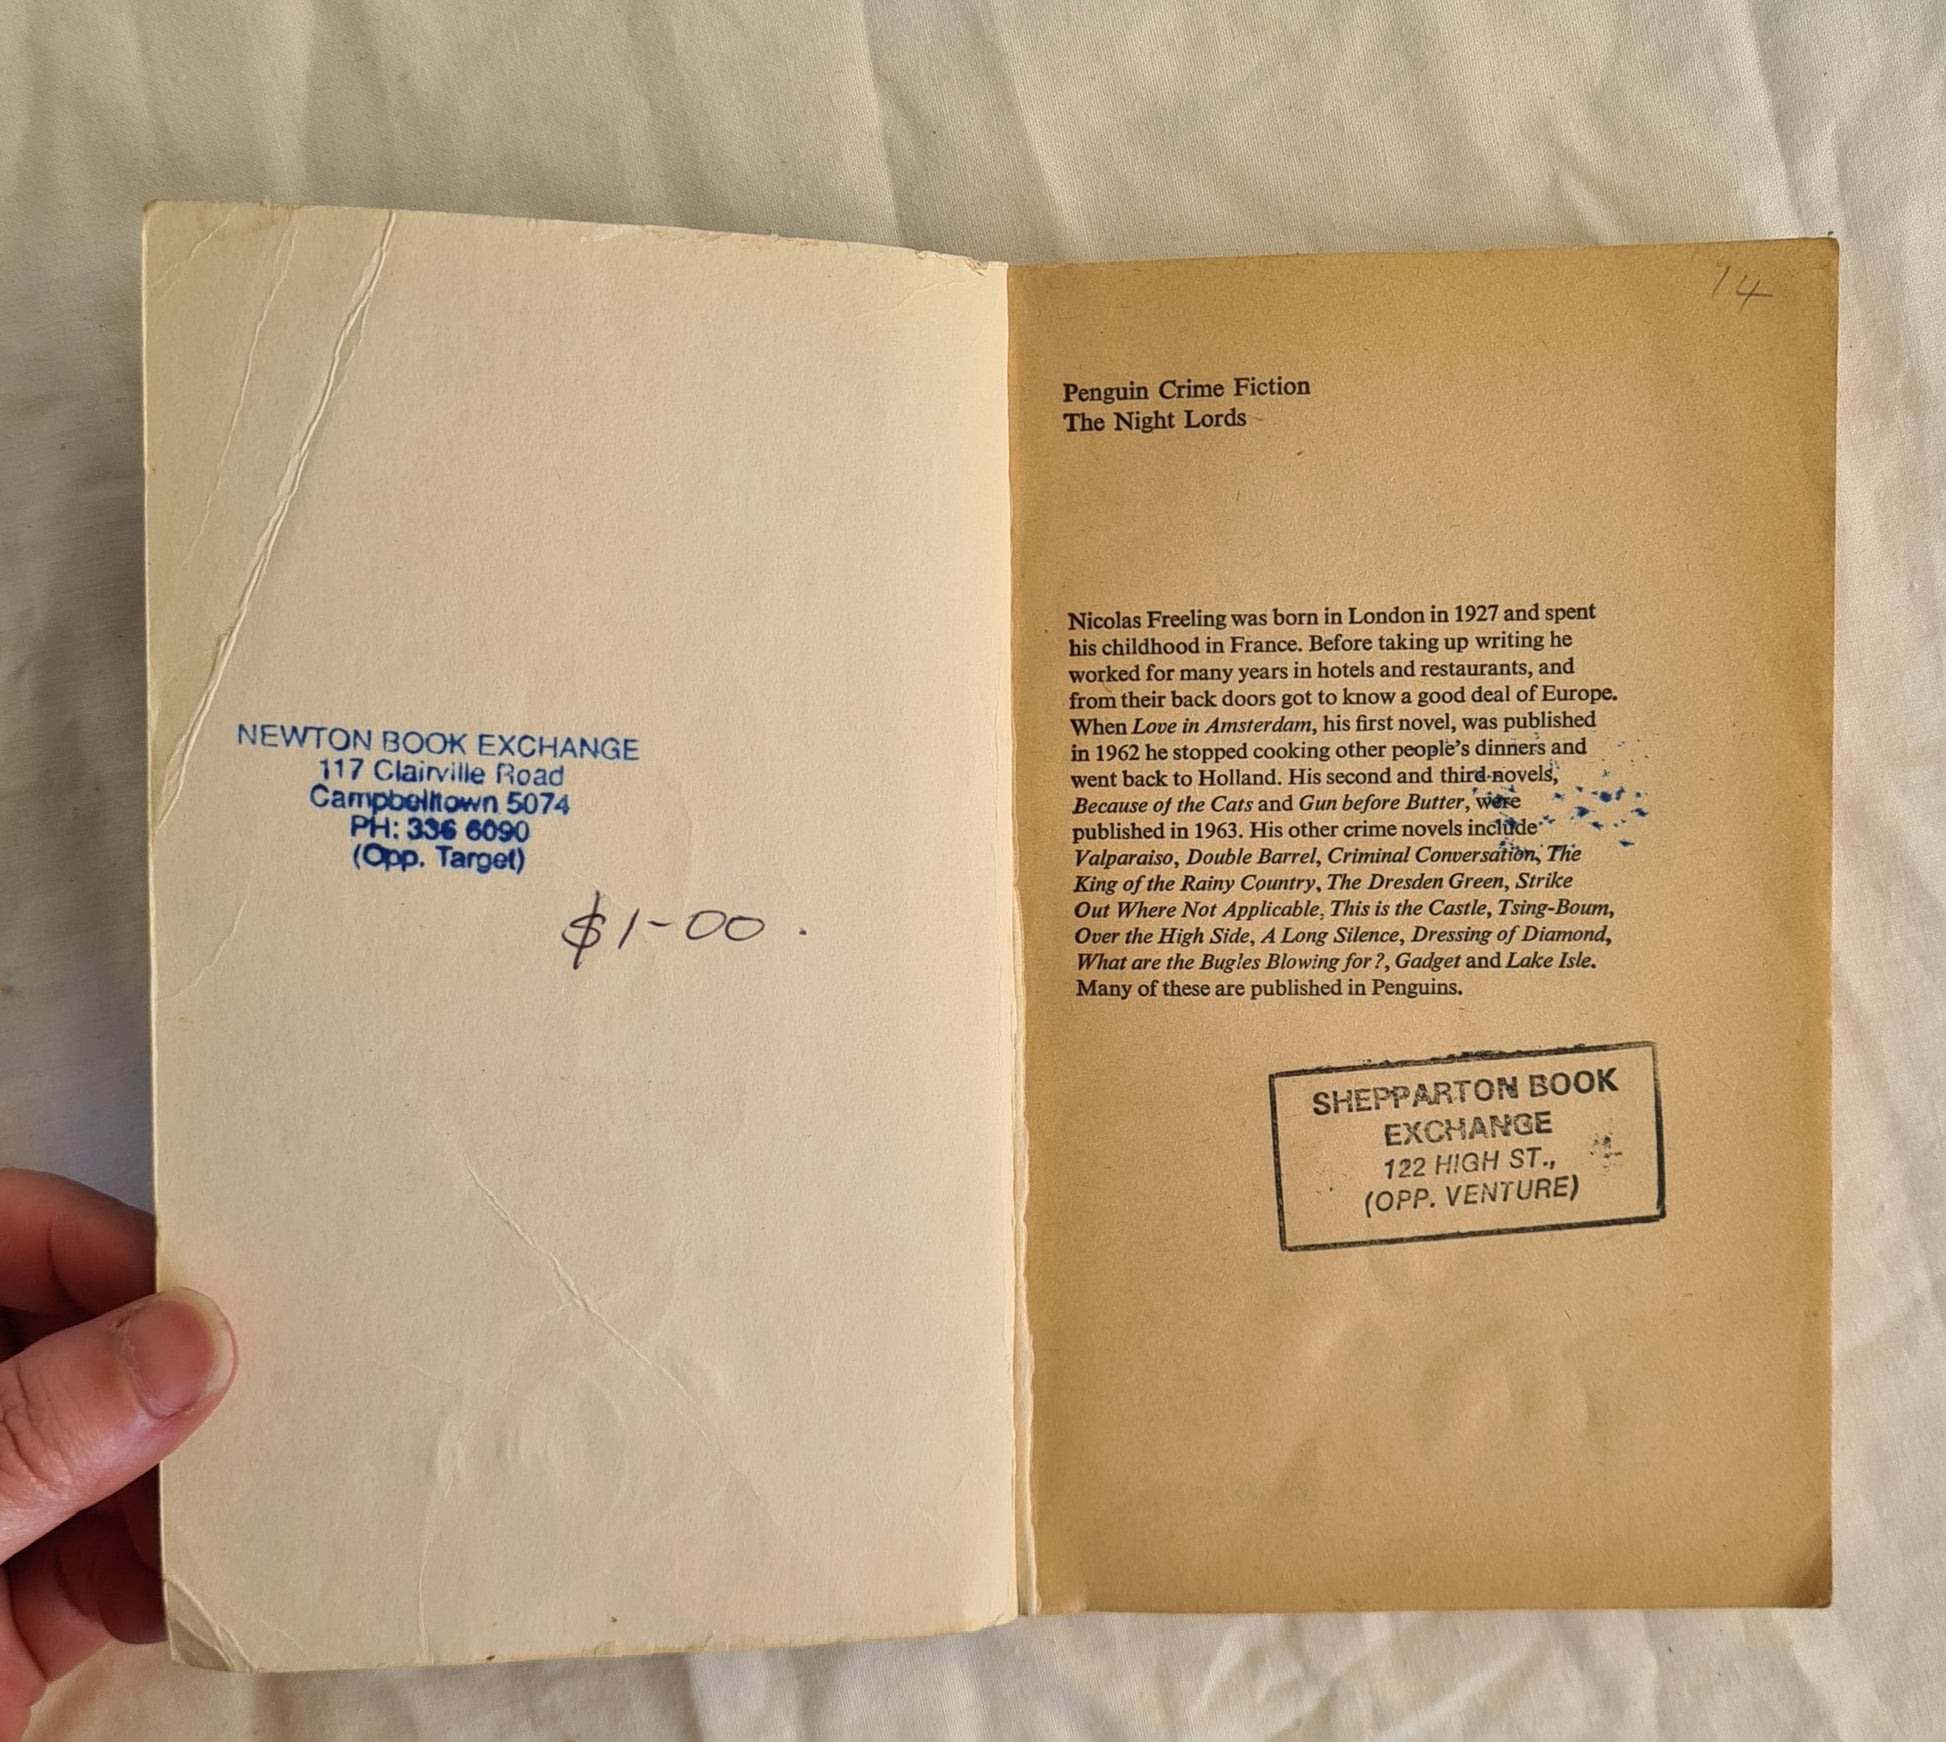 NEWTON BOOK EXCHANGE
117 Clairville Road
Campbelltown 5074
PH: 336 6090
(Opp. Target)
$1-00.
14
Penguin Crime Fiction
The Night Lords
Nicolas Freeling was born in London in 1927 and spent
his childhood in France. Before taking up writing he
worked for many years in hotels and restaurants, and
from their back doors got to know a good deal of Europe.
When Love in Amsterdam, his first novel, was published
in 1962 he stopped cooking other people's dinners and
went back to Holland. His second and third novels,
Because of the Cats and Gun before Butter, were
published in 1963. His other crime novels include
Valparaiso, Double Barrel, Criminal Conversation, The
King of the Rainy Country, The Dresden Green, Strike
Out Where Not Applicable, This is the Castle, Tsing-Boum,
Over the High Side, A Long Silence, Dressing of Diamond,
What are the Bugles Blowing for?, Gadget and Lake Isle.
Many of these are published in Penguins.
SHEPPARTON BOOK
EXCHANGE
122 HIGH ST.,
(OPP. VENTURE)